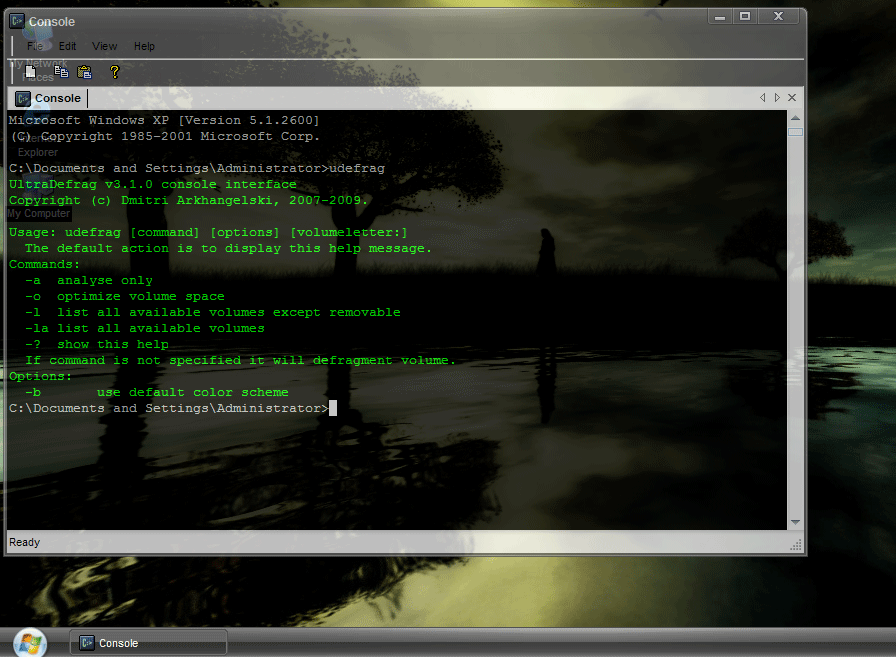 Console
File Edit View Help
My Network
Places
Console
Microsoft Windows XP [Version 5.1.2600]
(C) Copyright 1985-2001 Microsoft Corp.
Internet
Explorer
C:\Documents and Settings\Administrator>udefrag
UltraDefrag v3.1.0 console interface
Copyright (c) Dmitri Arkhangelski, 2007-2009.
My Computer
Usage: udefrag [command] [options] [volumeletter:]
The default action is to display this help message.
Commands:
-a analyse only
-o optimize volume space
-l list all available volumes except removable
-la list all available volumes
-? show this help
If command is not specified it will defragment volume.
Options:
-b use default color scheme
C:\Documents and Settings\Administrator>
Ready
Console